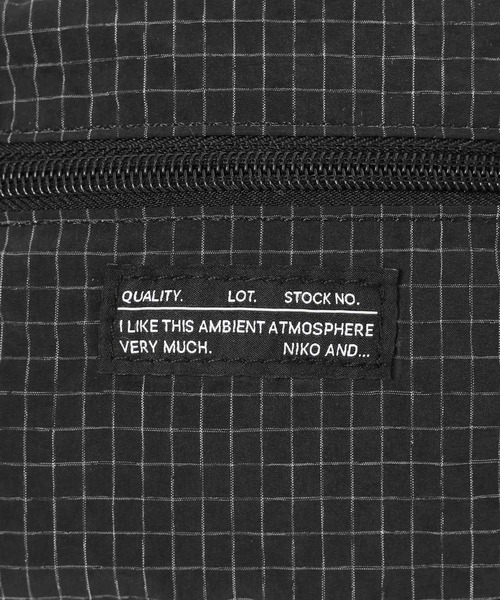 QUALITY. LOT. STOCK NO.
I LIKE THIS AMBIENT ATMOSPHERE
VERY MUCH. NIKO AND...